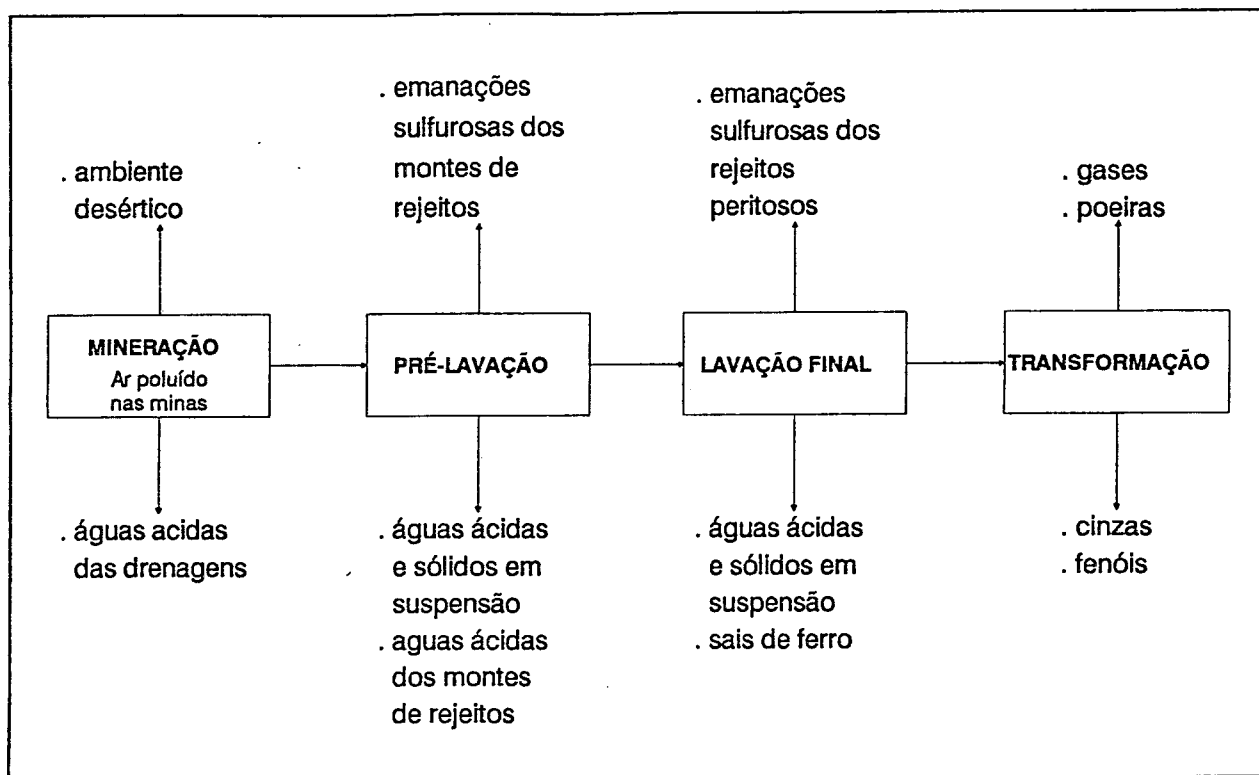 . ambiente
desértico
. emanações
sulfurosas dos
montes de
rejeitos
. emanações
sulfurosas dos
rejeitos
peritosos
. gases
. poeiras
MINERAÇÃO
Ar poluído
nas minas
PRÉ-LAVAÇÃO
LAVAÇÃO FINAL
TRANSFORMAÇÃO
. águas acidas
das drenagens
. águas ácidas
e sólidos em
suspensão
. aguas ácidas
dos montes
de rejeitos
. águas ácidas
e sólidos em
suspensão
. sais de ferro
. cinzas
. fenóis